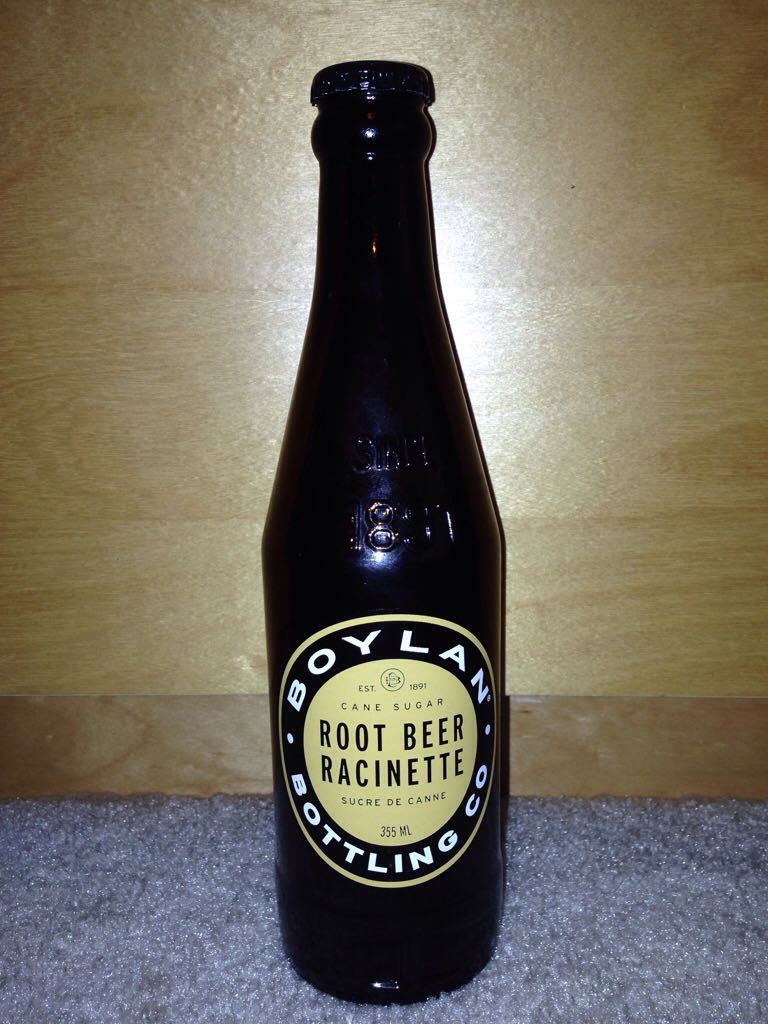 SINCE
1891
BOYLAN®
EST. 1891
CANE SUGAR
ROOT BEER
RACINETTE
SUCRE DE CANNE
355 ML
BOTTLING CO